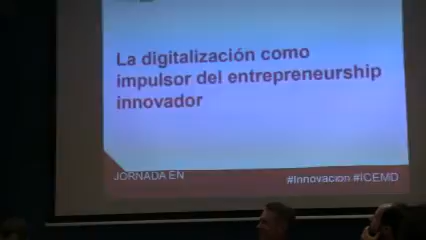 La digitalización como
impulsor del entrepreneurship
innovador
JORNADA EN
#Innovacion #ICEMD